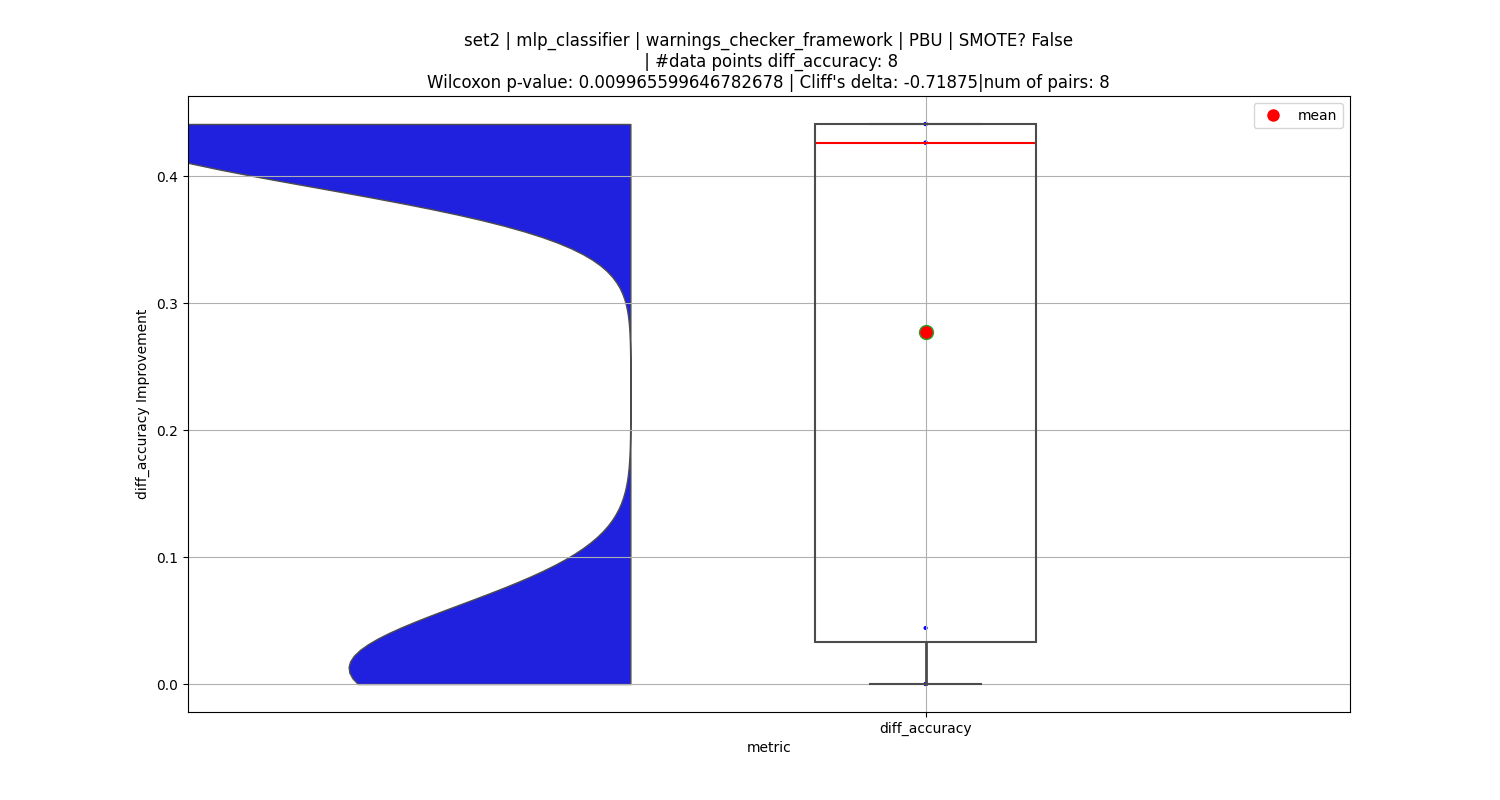 set2 | mlp_classifier | warnings_checker_framework | PBU | SMOTE? False
| #data points diff_accuracy: 8
Wilcoxon p-value: 0.009965599646782678 | Cliff's delta: -0.71875|num of pairs: 8
mean
0.4
0.3
0.2
0.1
0.0
diff_accuracy Improvement
diff_accuracy
metric